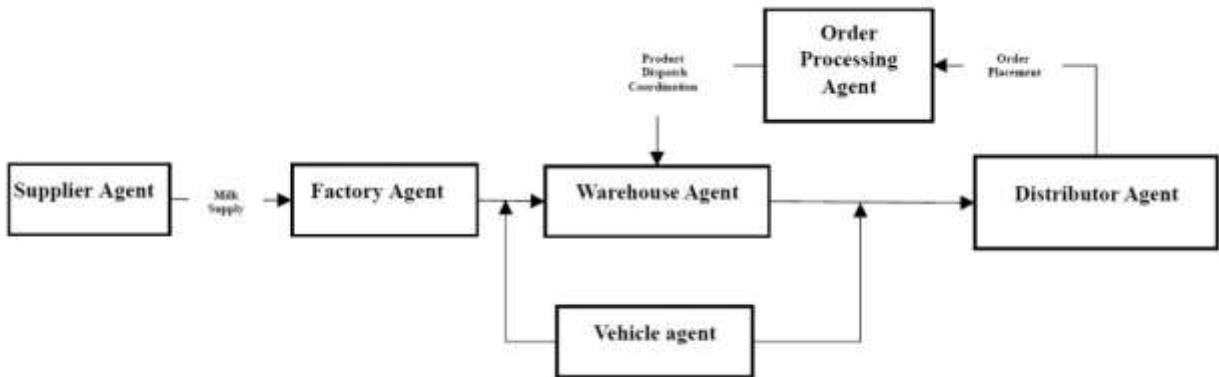 Order
Processing
Agent
Product
Dispatch
Coordination
Order
Placement
Supplier Agent
Milk
Supply
Factory Agent
Warehouse Agent
Distributor Agent
Vehicle agent